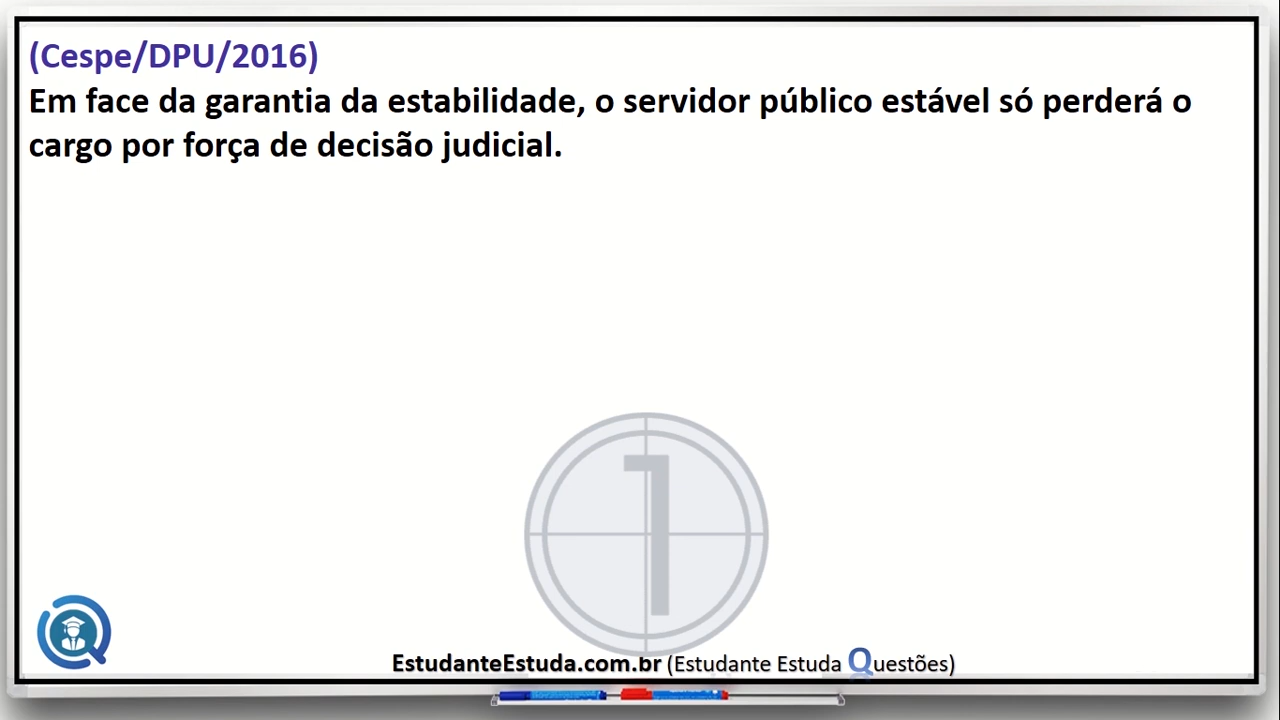 (Cespe/DPU/2016)
Em face da garantia da estabilidade, o servidor público estável só perderá o
cargo por força de decisão judicial.
1
EstudanteEstuda.com.br (Estudante Estuda Questões)